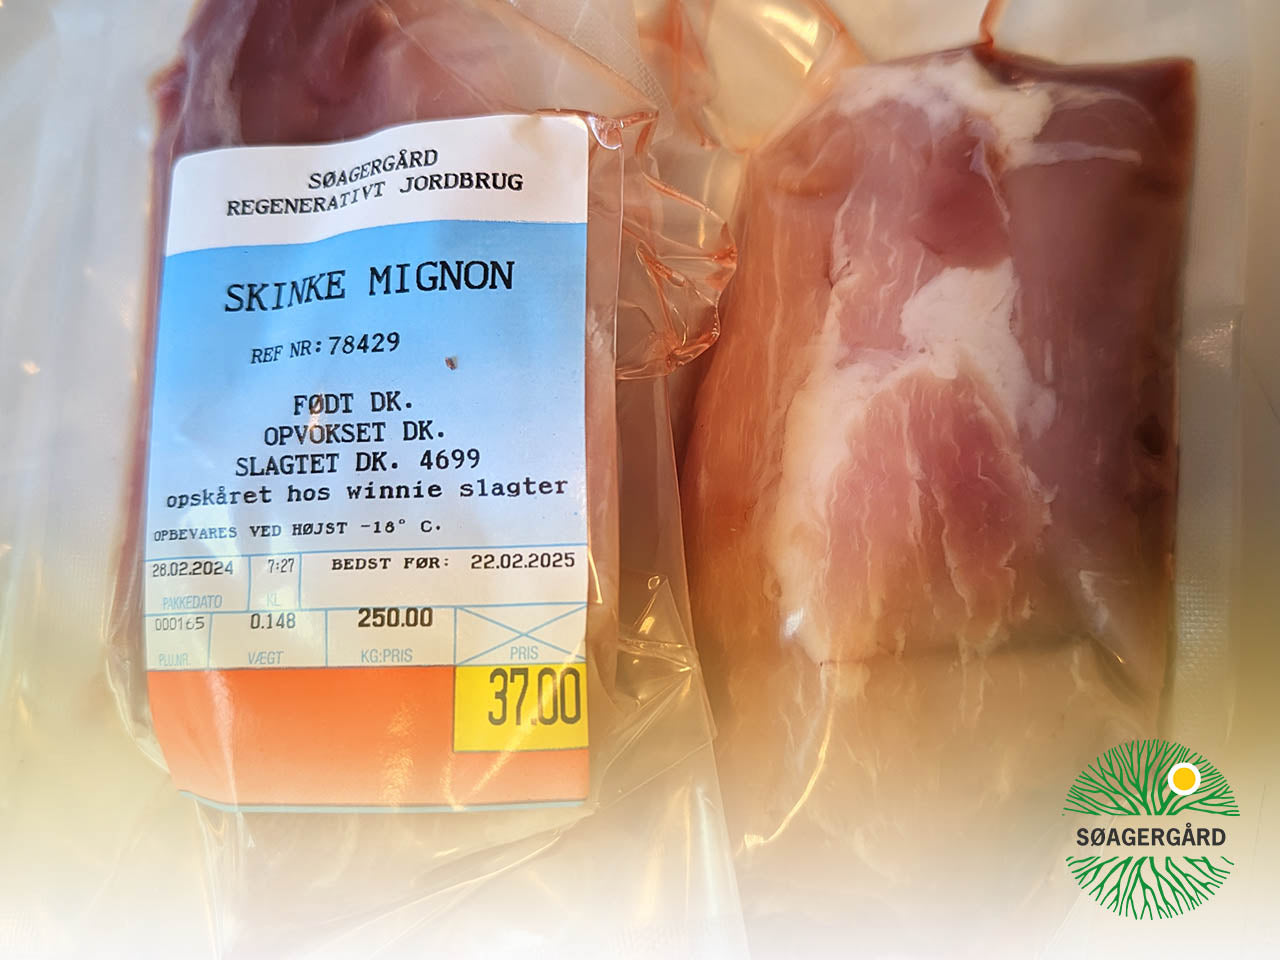 SØAGERGÅRD
REGENERATIVT JORDBRUG
SKINKE MIGNON
REF NR: 78429
FØDT DK.
OPVOKSET DK.
SLAGTET DK. 4699
opskåret hos winnie slagter
OPBEVARES VED HØJST -18° C.
28.02.2024 7:27 BEDST FØR: 22.02.2025
PAKKEDATO KL.
000165 0.148 250.00
PLU.NR. VÆGT KG:PRIS PRIS
37.00
SØAGERGÅRD